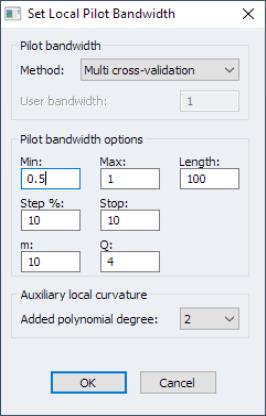 Set Local Pilot Bandwidth
Pilot bandwidth
Method: Multi cross-validation
User bandwidth: 1
Pilot bandwidth options
Min: Max: Length:
0.5 1 100
Step %: Stop:
10 10
m: Q:
10 4
Auxiliary local curvature
Added polynomial degree: 2
OK Cancel